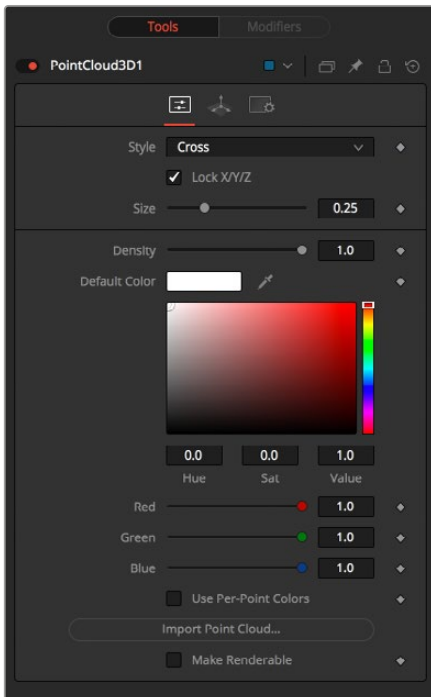 Tools Modifiers
PointCloud3D1
Style Cross
Lock X/Y/Z
Size 0.25
Density 1.0
Default Color
0.0 0.0 1.0
Hue Sat Value
Red 1.0
Green 1.0
Blue 1.0
Use Per-Point Colors
Import Point Cloud...
Make Renderable